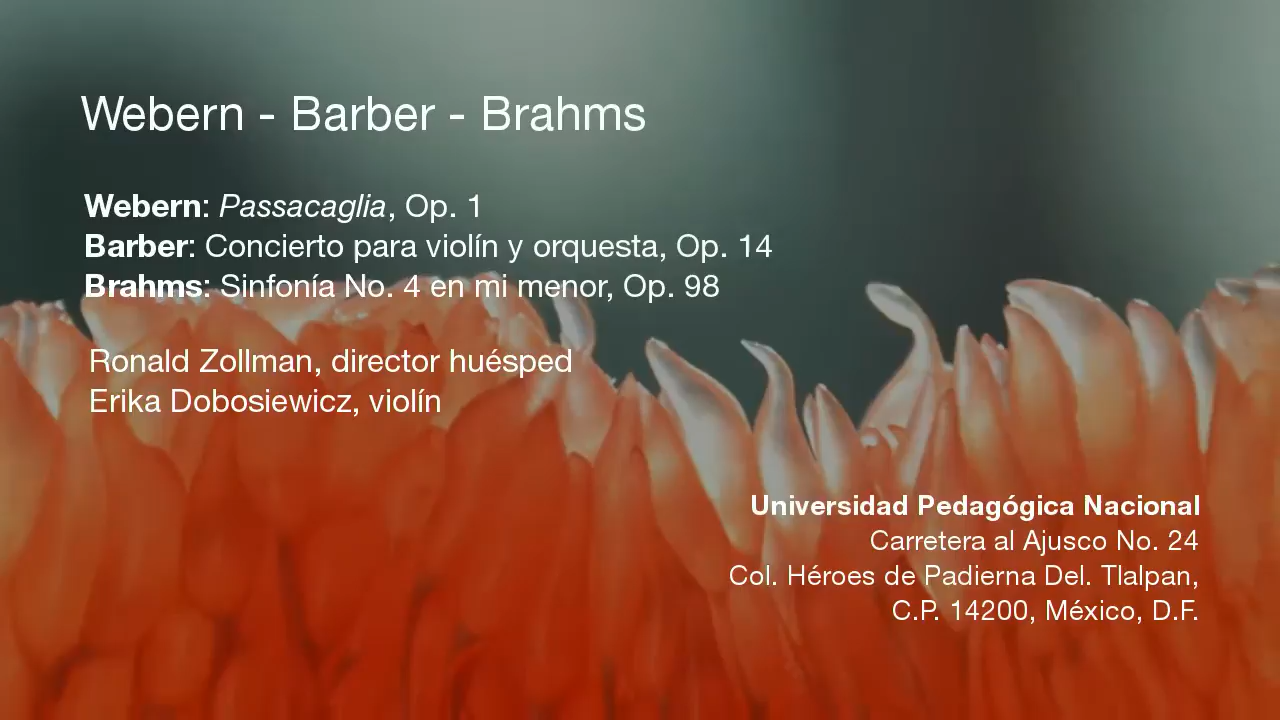 Webern - Barber - Brahms
Webern: Passacaglia, Op. 1
Barber: Concierto para violín y orquesta, Op. 14
Brahms: Sinfonía No. 4 en mi menor, Op. 98
Ronald Zollman, director huésped
Erika Dobosiewicz, violín
Universidad Pedagógica Nacional
Carretera al Ajusco No. 24
Col. Héroes de Padierna Del. Tlalpan,
C.P. 14200, México, D.F.